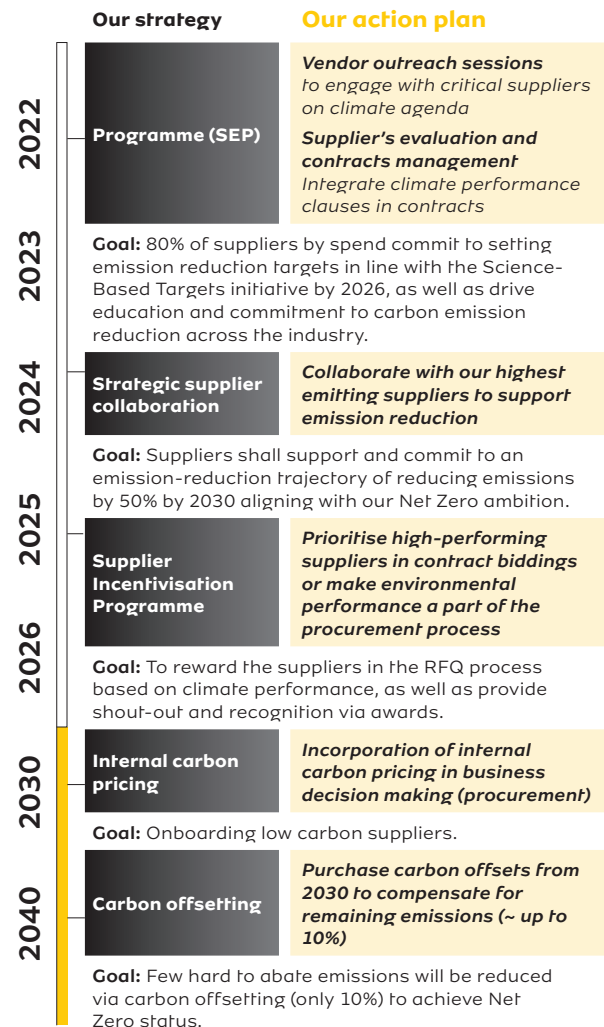 Our strategy
Our action plan
2022
Programme (SEP)
Vendor outreach sessions
to engage with critical suppliers
on climate agenda
Supplier's evaluation and
contracts management
Integrate climate performance
clauses in contracts
2023
Goal: 80% of suppliers by spend commit to setting
emission reduction targets in line with the Science-
Based Targets initiative by 2026, as well as drive
education and commitment to carbon emission
reduction across the industry.
2024
Strategic supplier
collaboration
Collaborate with our highest
emitting suppliers to support
emission reduction
Goal: Suppliers shall support and commit to an
emission-reduction trajectory of reducing emissions
by 50% by 2030 aligning with our Net Zero ambition.
2025
Supplier
Incentivisation
Programme
Prioritise high-performing
suppliers in contract biddings
or make environmental
performance a part of the
procurement process
2026
Goal: To reward the suppliers in the RFQ process
based on climate performance, as well as provide
shout-out and recognition via awards.
2030
Internal carbon
pricing
Incorporation of internal
carbon pricing in business
decision making (procurement)
Goal: Onboarding low carbon suppliers.
2040
Carbon offsetting
Purchase carbon offsets from
2030 to compensate for
remaining emissions (~ up to
10%)
Goal: Few hard to abate emissions will be reduced
via carbon offsetting (only 10%) to achieve Net
Zero status.